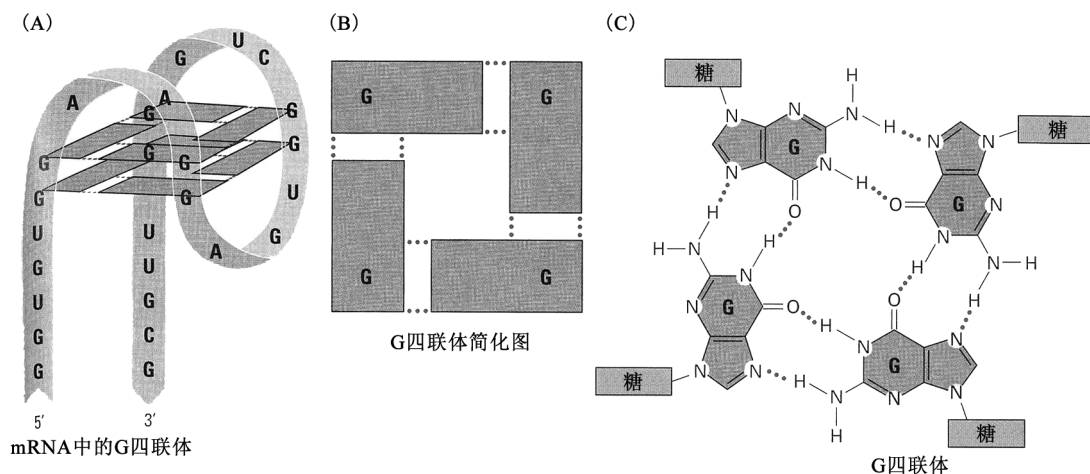 (A)
U
G C
A A
G G
G
G G G
G G U
U U G
A
G U
U G
G C
G G
5′ 3′
mRNA中的G四联体
(B)
G G
G G
G四联体简化图
(C)
糖
H
N N N H N 糖
G N H O G N
N O N N
H H H N H
H N N H
N G O O H
N H N G N
糖 N N H N N N
H 糖
G四联体